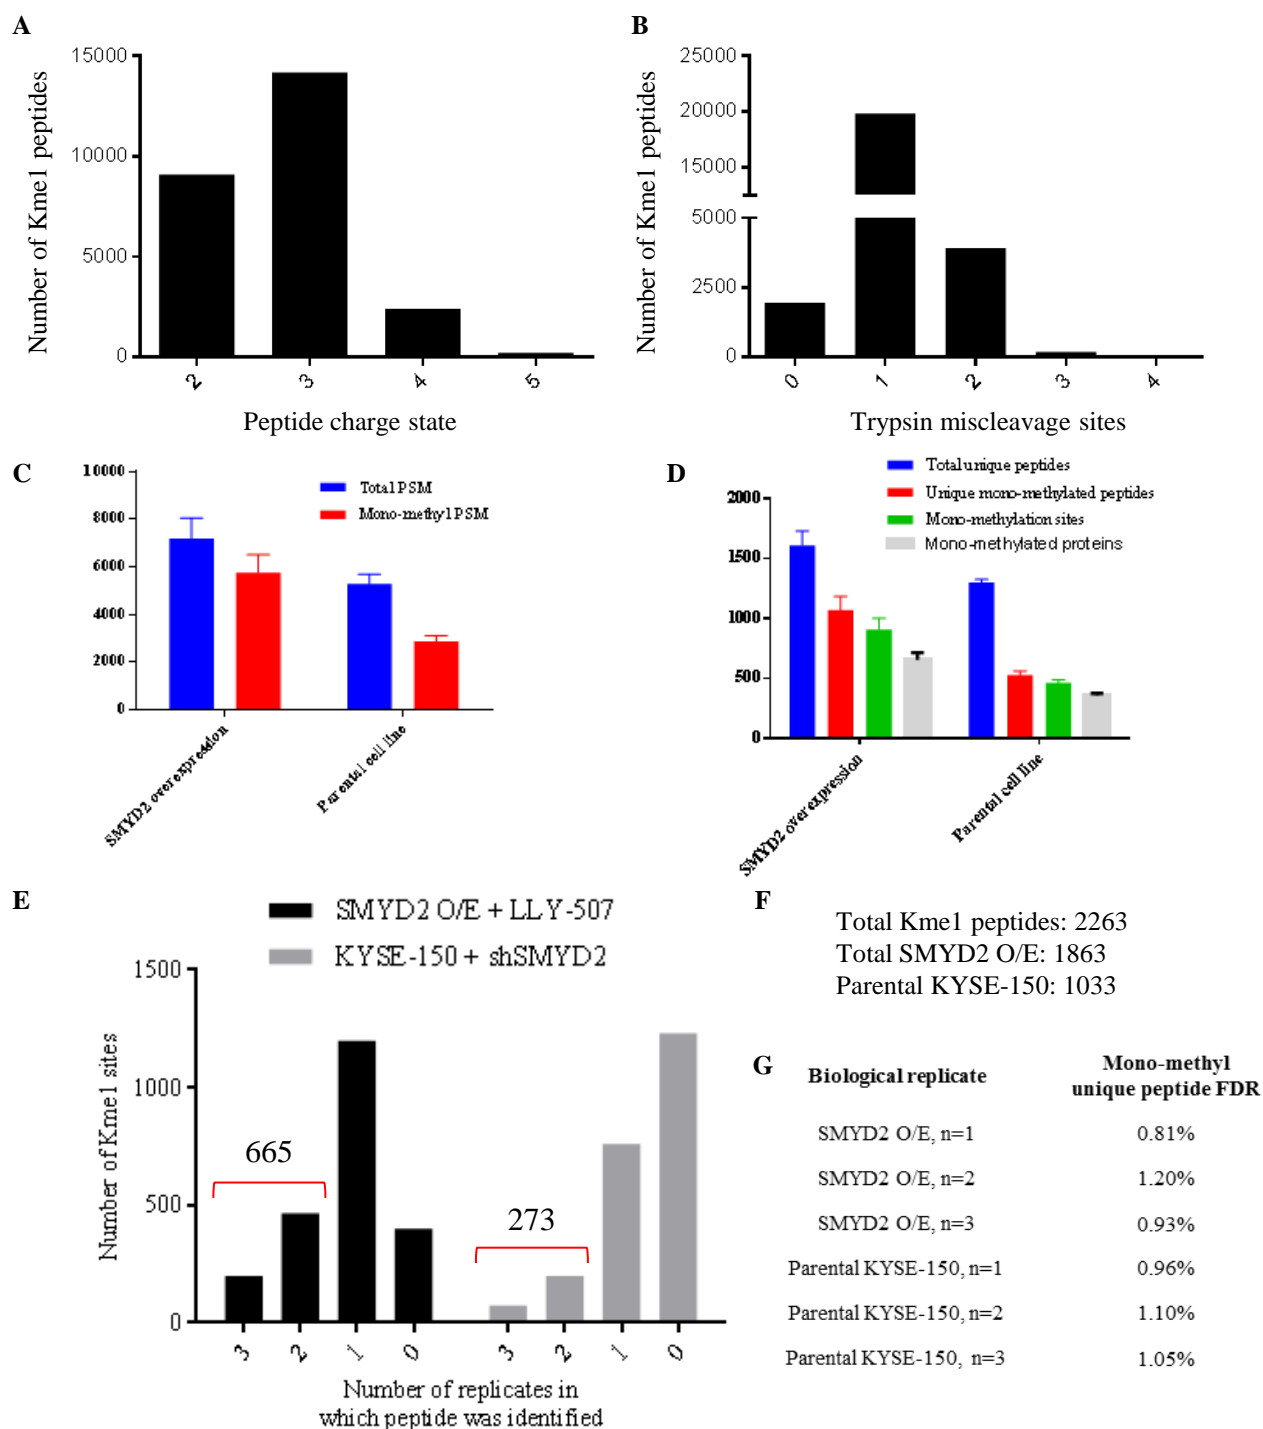 A
Number of Kme1 peptides
15000
10000
5000
0
2
3
4
5
Peptide charge state
B
Number of Kme1 peptides
25000
20000
15000
5000
2500
0
0
1
2
3
4
Trypsin miscleavage sites
C
10000
8000
6000
4000
2000
0
Total PSM
Mono-methyl PSM
SMYD2 overexpression
Parental cell line
D
Total unique peptides
Unique mono-methylated peptides
Mono-methylation sites
Mono-methylated proteins
2000
1500
1000
500
0
SMYD2 overexpression
Parental cell line
E
SMYD2 O/E + LLY-507
KYSE-150 + shSMYD2
Number of Kme1 sites
1500
1000
500
0
665
273
3
2
1
0
3
2
1
0
Number of replicates in
which peptide was identified
F
Total Kme1 peptides: 2263
Total SMYD2 O/E: 1863
Parental KYSE-150: 1033
G
Biological replicate
Mono-methyl
unique peptide FDR
SMYD2 O/E, n=1 0.81%
SMYD2 O/E, n=2 1.20%
SMYD2 O/E, n=3 0.93%
Parental KYSE-150, n=1 0.96%
Parental KYSE-150, n=2 1.10%
Parental KYSE-150, n=3 1.05%